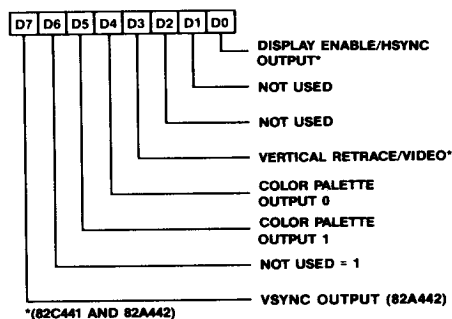 D7 D6 D5 D4 D3 D2 D1 D0
DISPLAY ENABLE/HSYNC
OUTPUT*
NOT USED
NOT USED
VERTICAL RETRACE/VIDEO*
COLOR PALETTE
OUTPUT 0
COLOR PALETTE
OUTPUT 1
NOT USED = 1
VSYNC OUTPUT (82A442)
*(82C441 AND 82A442)